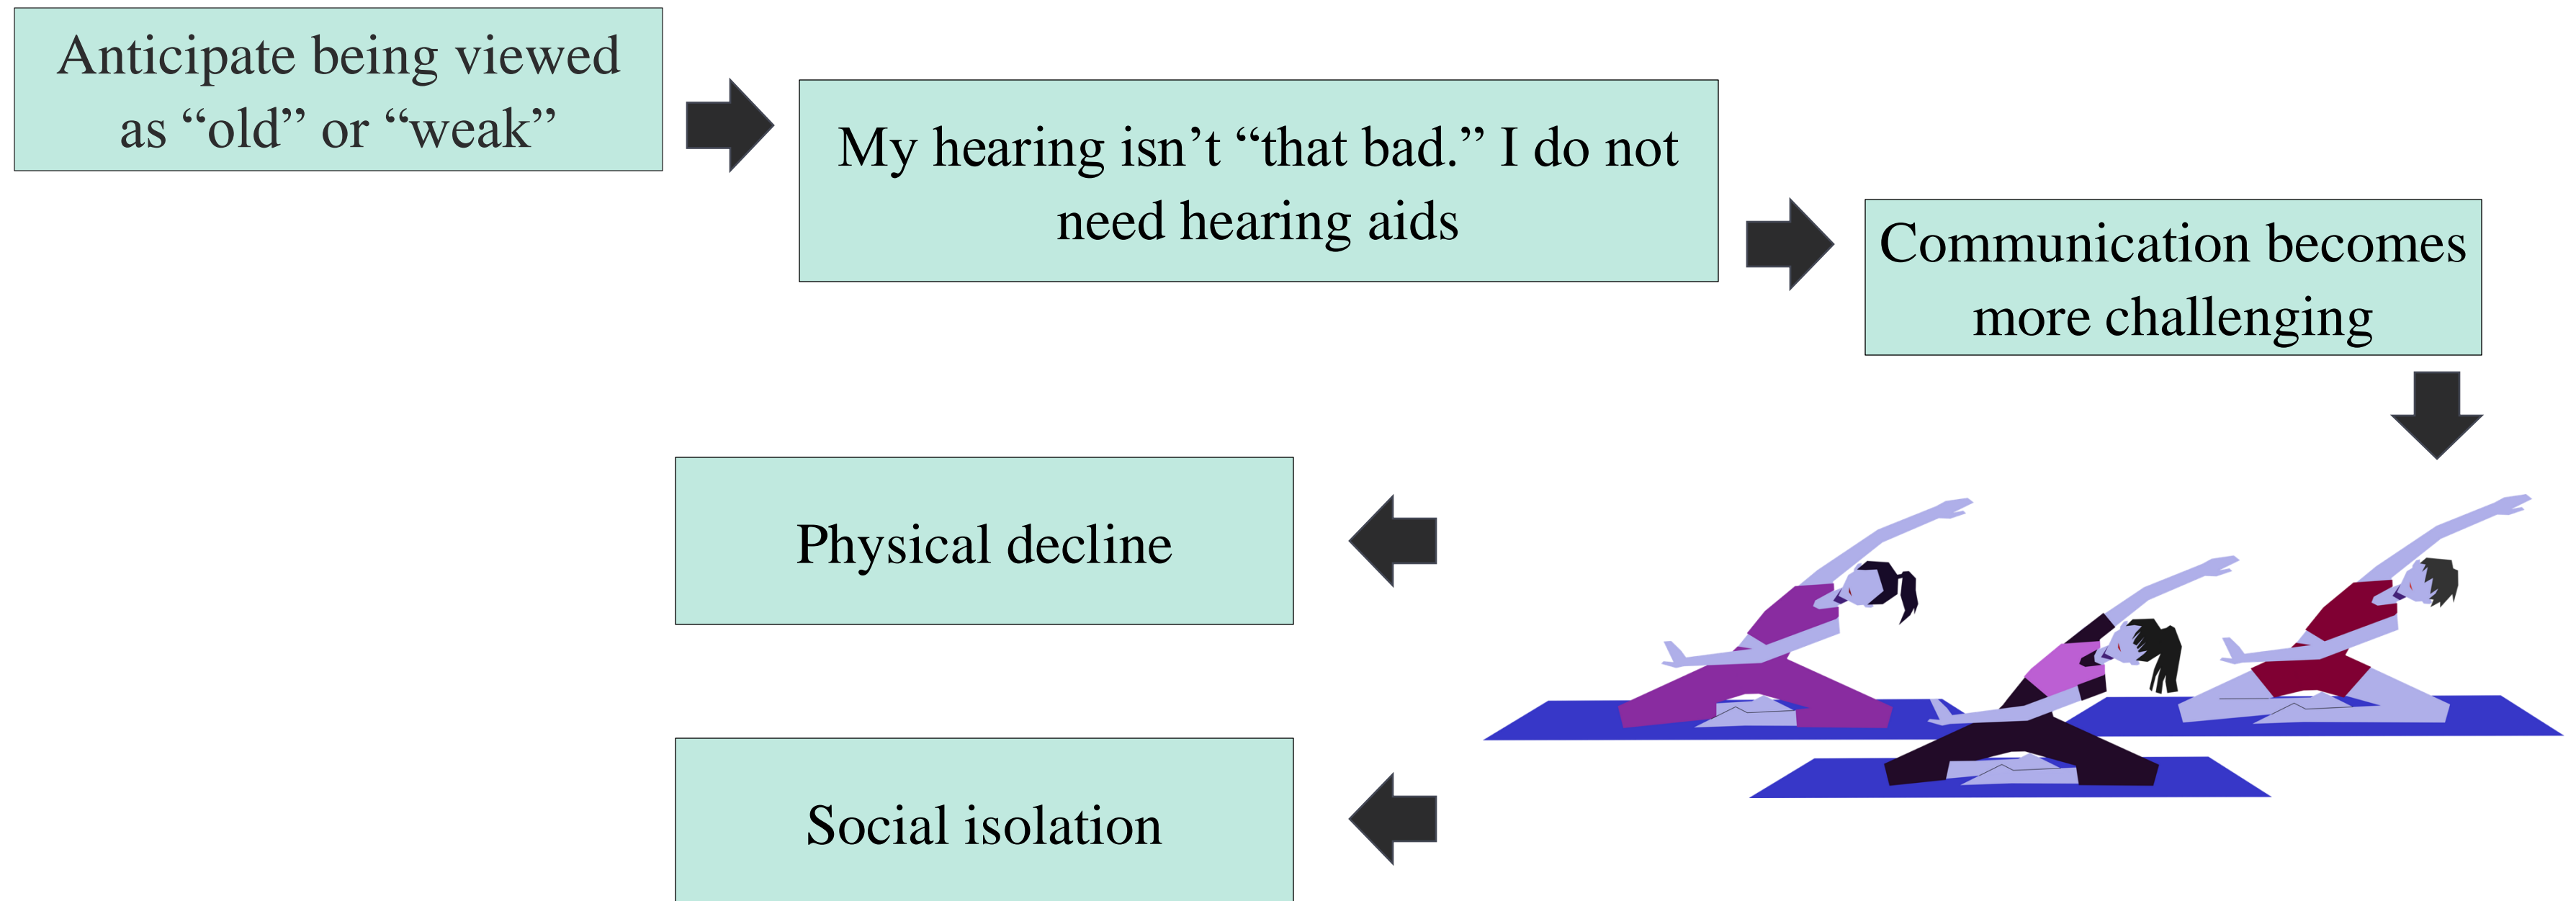 Anticipate being viewed
as “old” or “weak”
My hearing isn’t “that bad.” I do not
need hearing aids
Communication becomes
more challenging
Physical decline
Social isolation